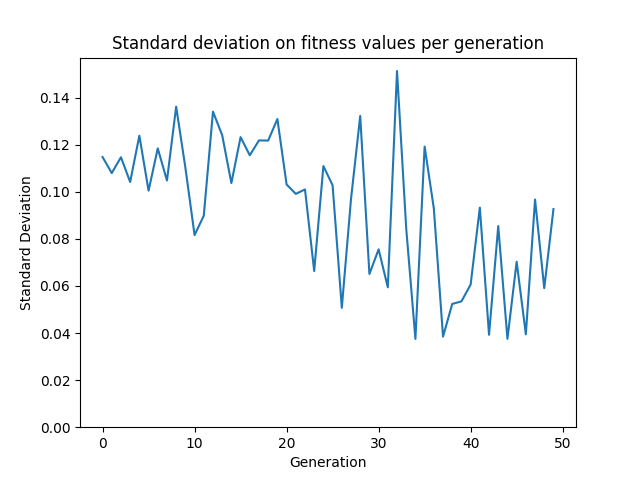 Standard deviation on fitness values per generation
Standard Deviation
0.14
0.12
0.10
0.08
0.06
0.04
0.02
0.00
0 10 20 30 40 50
Generation